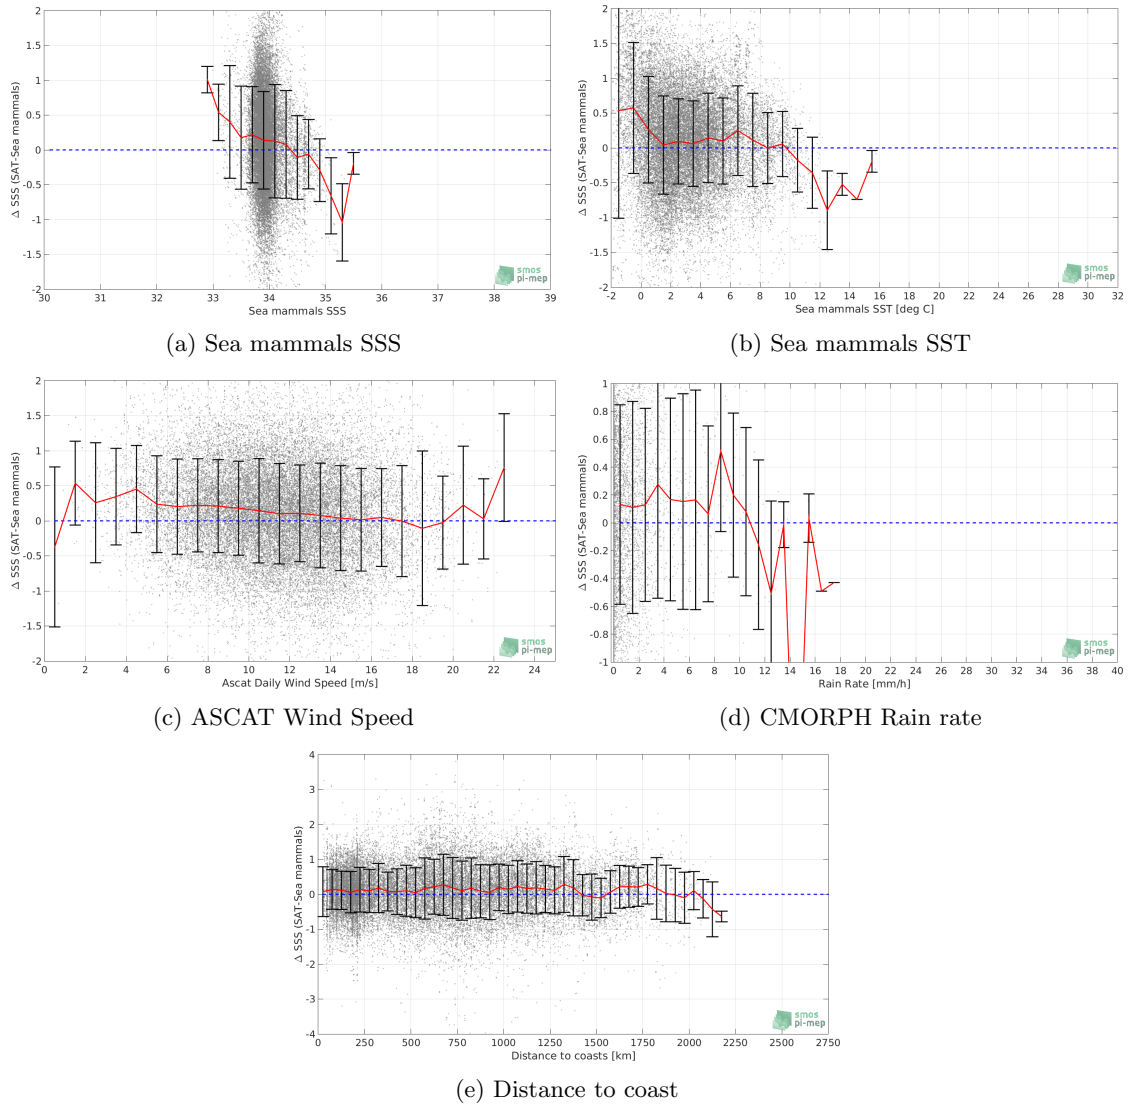 2
1.5
1
0.5
0
-0.5
-1
-1.5
-2
Δ SSS (SAT-Sea mammals)
30 31 32 33 34 35 36 37 38 39
Sea mammals SSS
smos
pi-mep
(a) Sea mammals SSS
2
1.5
1
0.5
0
-0.5
-1
-1.5
-2
Δ SSS (SAT-Sea mammals)
-2 0 2 4 6 8 10 12 14 16 18 20 22 24 26 28 30 32
Sea mammals SST [deg C]
smos
pi-mep
(b) Sea mammals SST
2
1.5
1
0.5
0
-0.5
-1
-1.5
-2
Δ SSS (SAT-Sea mammals)
0 2 4 6 8 10 12 14 16 18 20 22 24
Ascat Daily Wind Speed [m/s]
smos
pi-mep
(c) ASCAT Wind Speed
1
0.8
0.6
0.4
0.2
0
-0.2
-0.4
-0.6
-0.8
-1
Δ SSS (SAT-Sea mammals)
0 2 4 6 8 10 12 14 16 18 20 22 24 26 28 30 32 34 36 38 40
Rain Rate [mm/h]
smos
pi-mep
(d) CMORPH Rain rate
4
3
2
1
0
-1
-2
-3
-4
Δ SSS (SAT-Sea mammals)
0 250 500 750 1000 1250 1500 1750 2000 2250 2500 2750
Distance to coasts [km]
smos
pi-mep
(e) Distance to coast